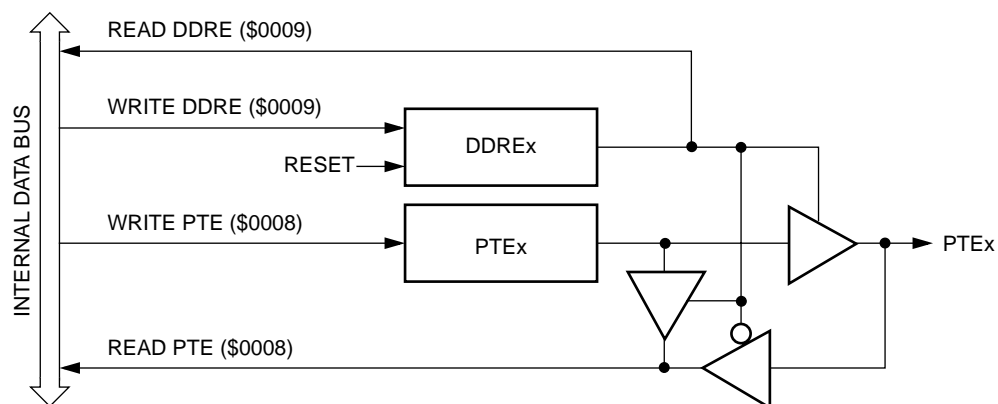 READ DDRE ($0009)
WRITE DDRE ($0009)
DDREx
RESET
WRITE PTE ($0008)
PTEx
PTEx
READ PTE ($0008)
INTERNAL DATA BUS